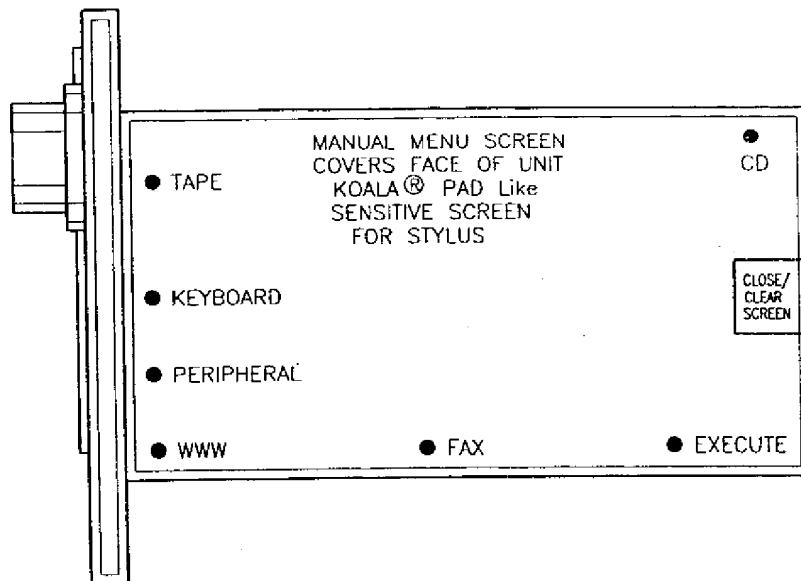 MANUAL MENU SCREEN
COVERS FACE OF UNIT
KOALA® PAD Like
SENSITIVE SCREEN
FOR STYLUS
CD
TAPE
CLOSE/
CLEAR
SCREEN
KEYBOARD
PERIPHERAL
WWW
FAX
EXECUTE